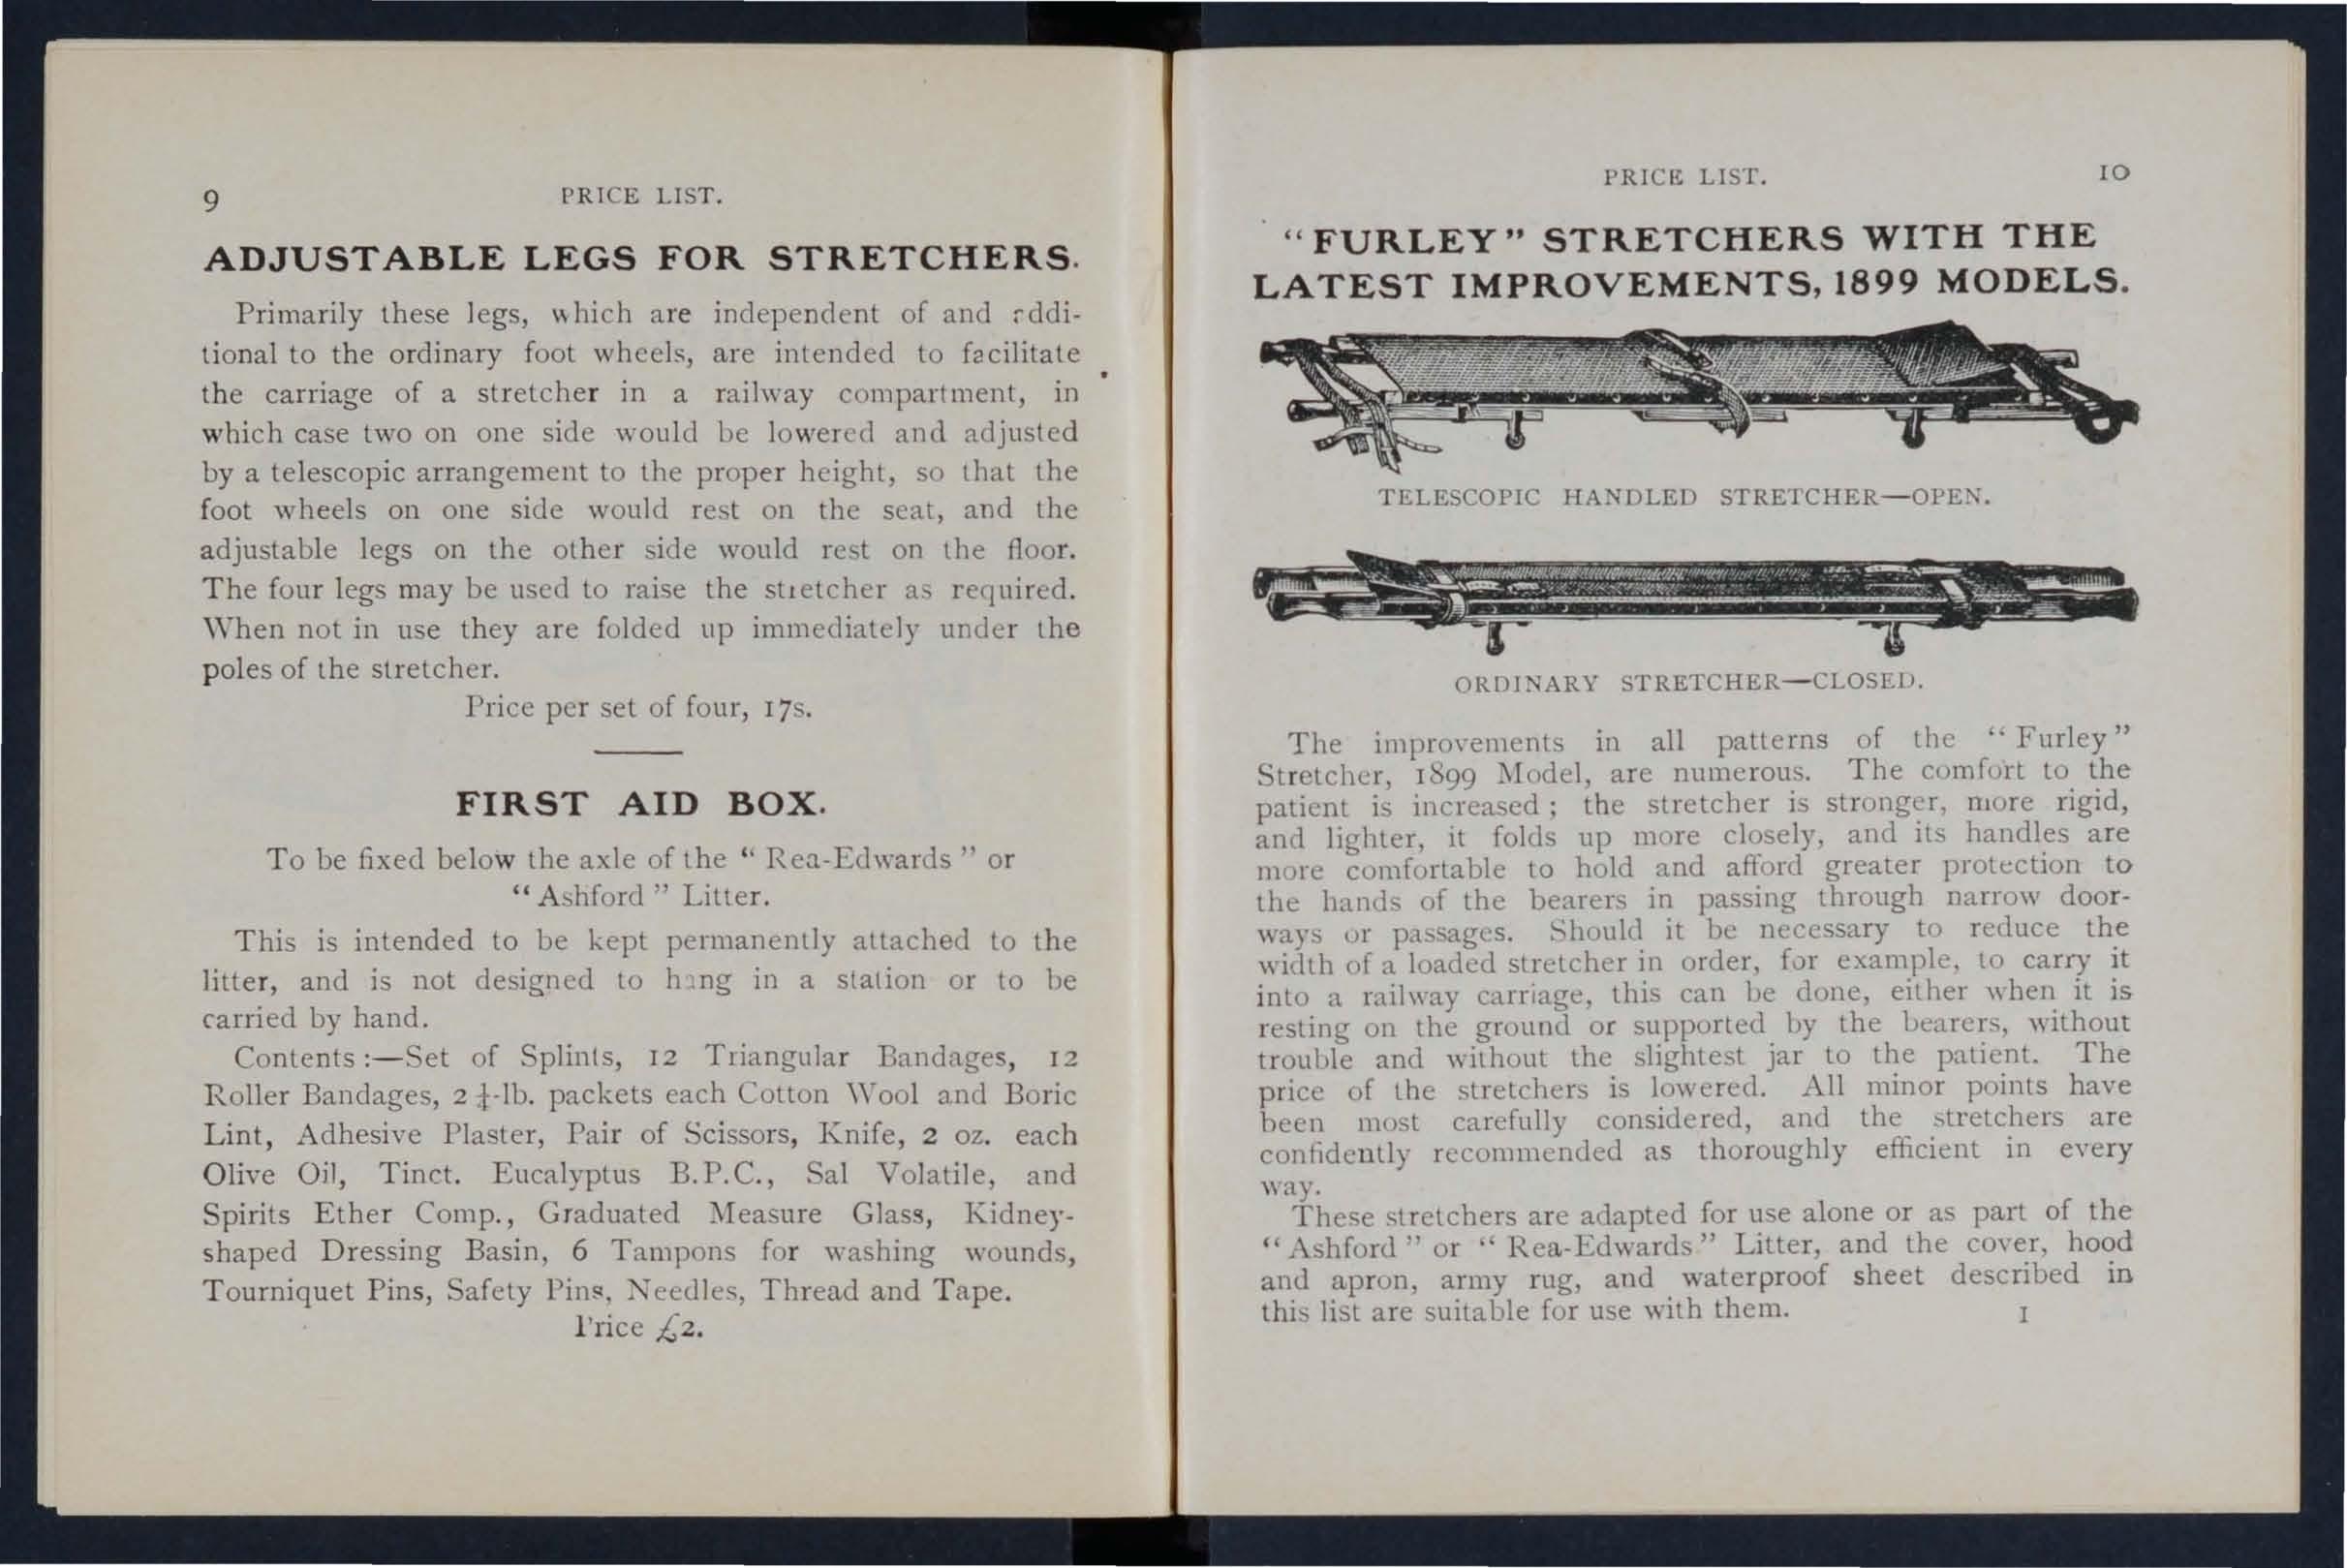 9
PRICE LIST.
ADJUSTABLE LEGS FOR STRETCHERS.
Primarily these legs, which are independent of and addi-
tional to the ordinary foot wheels, are intended to facilitate
the carriage of a stretcher in a railway compartment, in
which case two on one side would be lowered and adjusted
by a telescopic arrangement to the proper height, so that the
foot wheels on one side would rest on the seat, and the
adjustable legs on the other side would rest on the floor.
The four legs may be used to raise the stretcher as required.
When not in use they are folded up immediately under the
poles of the stretcher.
Price per set of four, 17s.
FIRST AID BOX.
To be fixed below the axle of the “ Rea-Edwards ” or
“ Ashford ” Litter.
This is intended to be kept permanently attached to the
litter, and is not designed to hang in a station or to be
carried by hand.
Contents :—Set of Splints, 12 Triangular Bandages, 12
Roller Bandages, 2 ¼-lb. packets each Cotton Wool and Boric
Lint, Adhesive Plaster, Pair of Scissors, Knife, 2 oz. each
Olive Oil, Tinct. Eucalyptus B.P.C., Sal Volatile, and
Spirits Ether Comp., Graduated Measure Glass, Kidney-
shaped Dressing Basin, 6 Tampons for washing wounds,
Tourniquet Pins, Safety Pins, Needles, Thread and Tape.
Price £2.
PRICE LIST.
10
“FURLEY” STRETCHERS WITH THE
LATEST IMPROVEMENTS, 1899 MODELS.
TELESCOPIC HANDLED STRETCHER—OPEN.
ORDINARY STRETCHER—CLOSED.
The improvements in all patterns of the “ Furley ”
Stretcher, 1899 Model, are numerous. The comfort to the
patient is increased ; the stretcher is stronger, more rigid,
and lighter, it folds up more closely, and its handles are
more comfortable to hold and afford greater protection to
the hands of the bearers in passing through narrow door-
ways or passages. Should it be necessary to reduce the
width of a loaded stretcher in order, for example, to carry it
into a railway carriage, this can be done, either when it is
resting on the ground or supported by the bearers, without
trouble and without the slightest jar to the patient. The
price of the stretchers is lowered. All minor points have
been most carefully considered, and the stretchers are
confidently recommended as thoroughly efficient in every
way.
These stretchers are adapted for use alone or as part of the
“ Ashford ” or “ Rea-Edwards ” Litter, and the cover, hood
and apron, army rug, and waterproof sheet described in
this list are suitable for use with them.
I